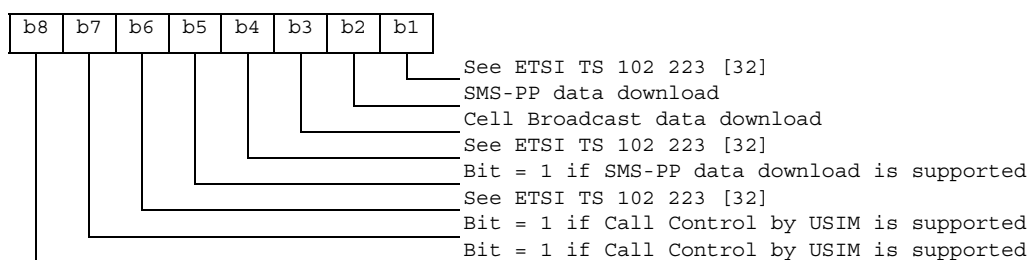 b8 b7 b6 b5 b4 b3 b2 b1
See ETSI TS 102 223 [32]
SMS-PP data download
Cell Broadcast data download
See ETSI TS 102 223 [32]
Bit = 1 if SMS-PP data download is supported
See ETSI TS 102 223 [32]
Bit = 1 if Call Control by USIM is supported
Bit = 1 if Call Control by USIM is supported